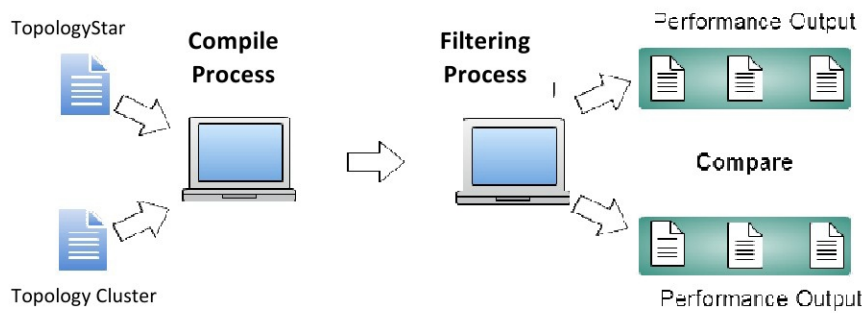 TopologyStar
Compile
Process
Filtering
Process
Performance Output
Compare
Topology Cluster
Performance Output